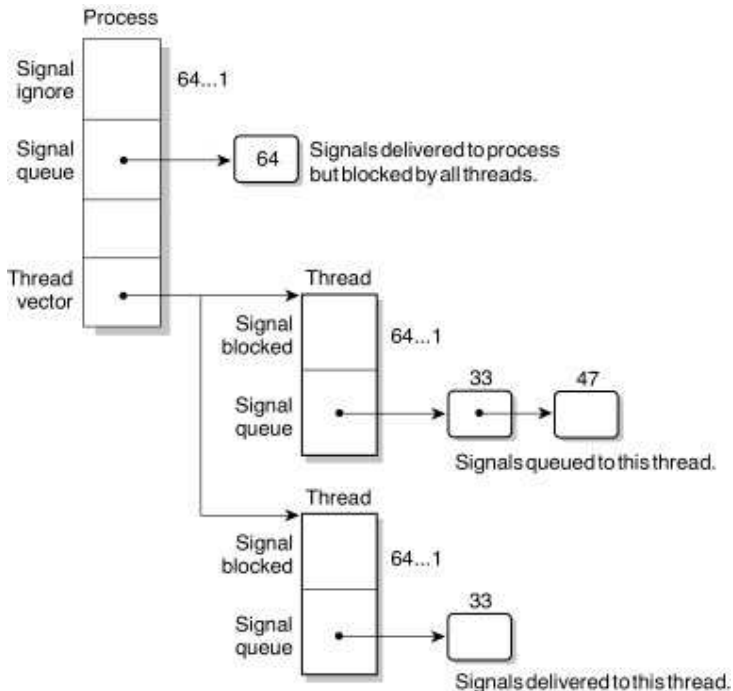 Process
Signal
ignore
64...1
Signal
queue
64
Signals delivered to process
but blocked by all threads.
Thread
vector
Thread
Signal
blocked
64...1
33
47
Signal
queue
Signals queued to this thread.
Thread
Signal
blocked
64...1
33
Signal
queue
Signals delivered to this thread.